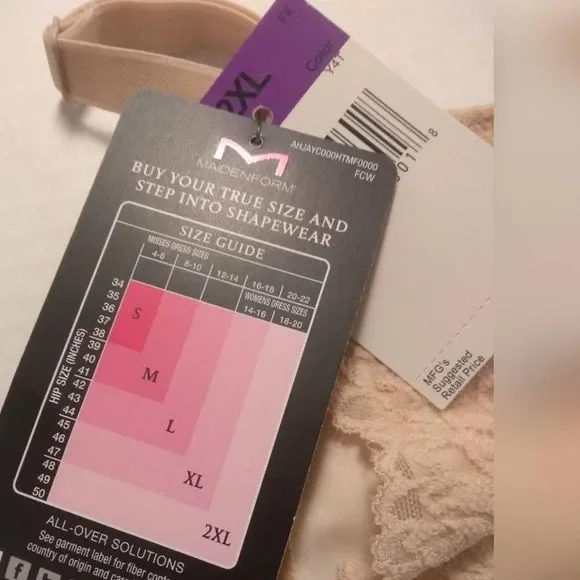 FX
2XL
Color
Y4T
018
AHJAYC000HTMF0000
FCW
MAIDENFORM
BUY YOUR TRUE SIZE AND
STEP INTO SHAPEWEAR
SIZE GUIDE
MISSES DRESS SIZES
4-6 8-10 12-14 16-18 20-22
WOMENS DRESS SIZES
14-16 18-20
HIP SIZE (INCHES)
34
35
36
37
38
39
40
41
42
43
44
45
46
47
48
49
50
S
M
L
XL
2XL
MFG's
Suggested
Retail Price
ALL-OVER SOLUTIONS
See garment label for fiber
country of origin and